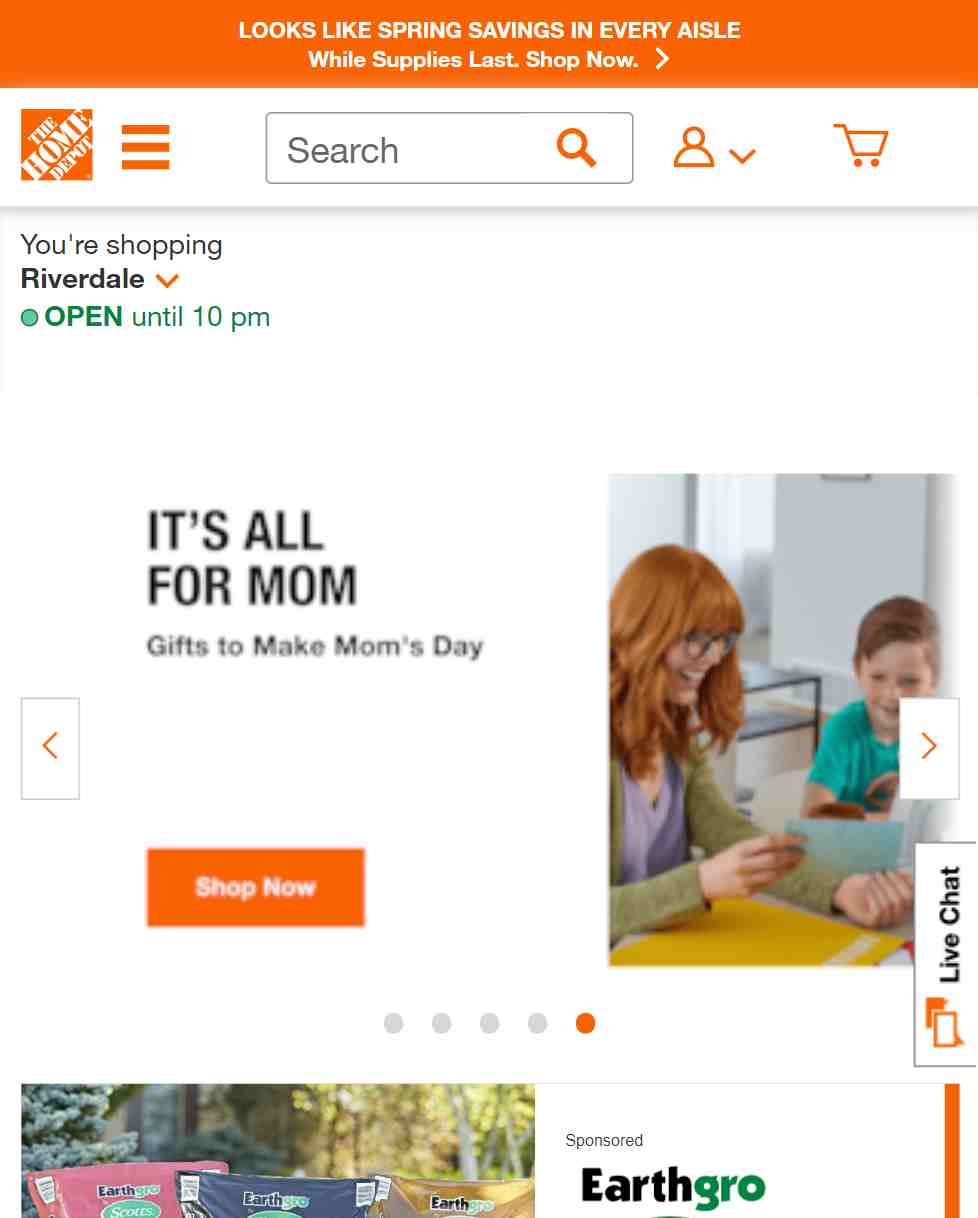 LOOKS LIKE SPRING SAVINGS IN EVERY AISLE
While Supplies Last. Shop Now.
THE
HOME
DEPOT
Search
You're shopping
Riverdale
OPEN until 10 pm
IT'S ALL
FOR MOM
Gifts to Make Mom's Day
Shop Now
Live Chat
Sponsored
Earthgro
Earthgro
Scotts
Earthgro
Earthgro